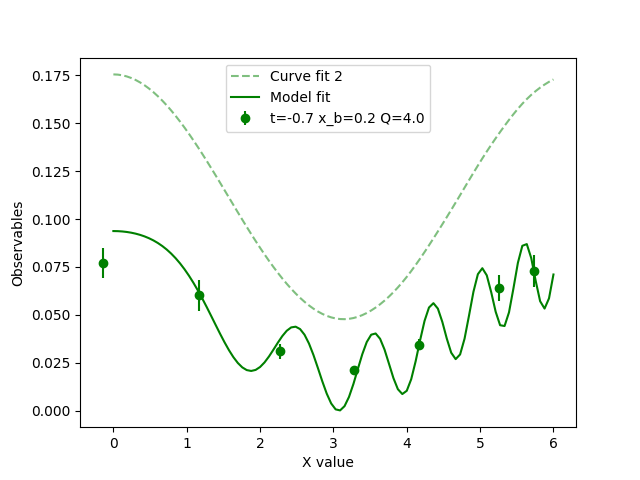 Curve fit 2
Model fit
t=-0.7 x_b=0.2 Q=4.0
Observables
0.175
0.150
0.125
0.100
0.075
0.050
0.025
0.000
0 1 2 3 4 5 6
X value